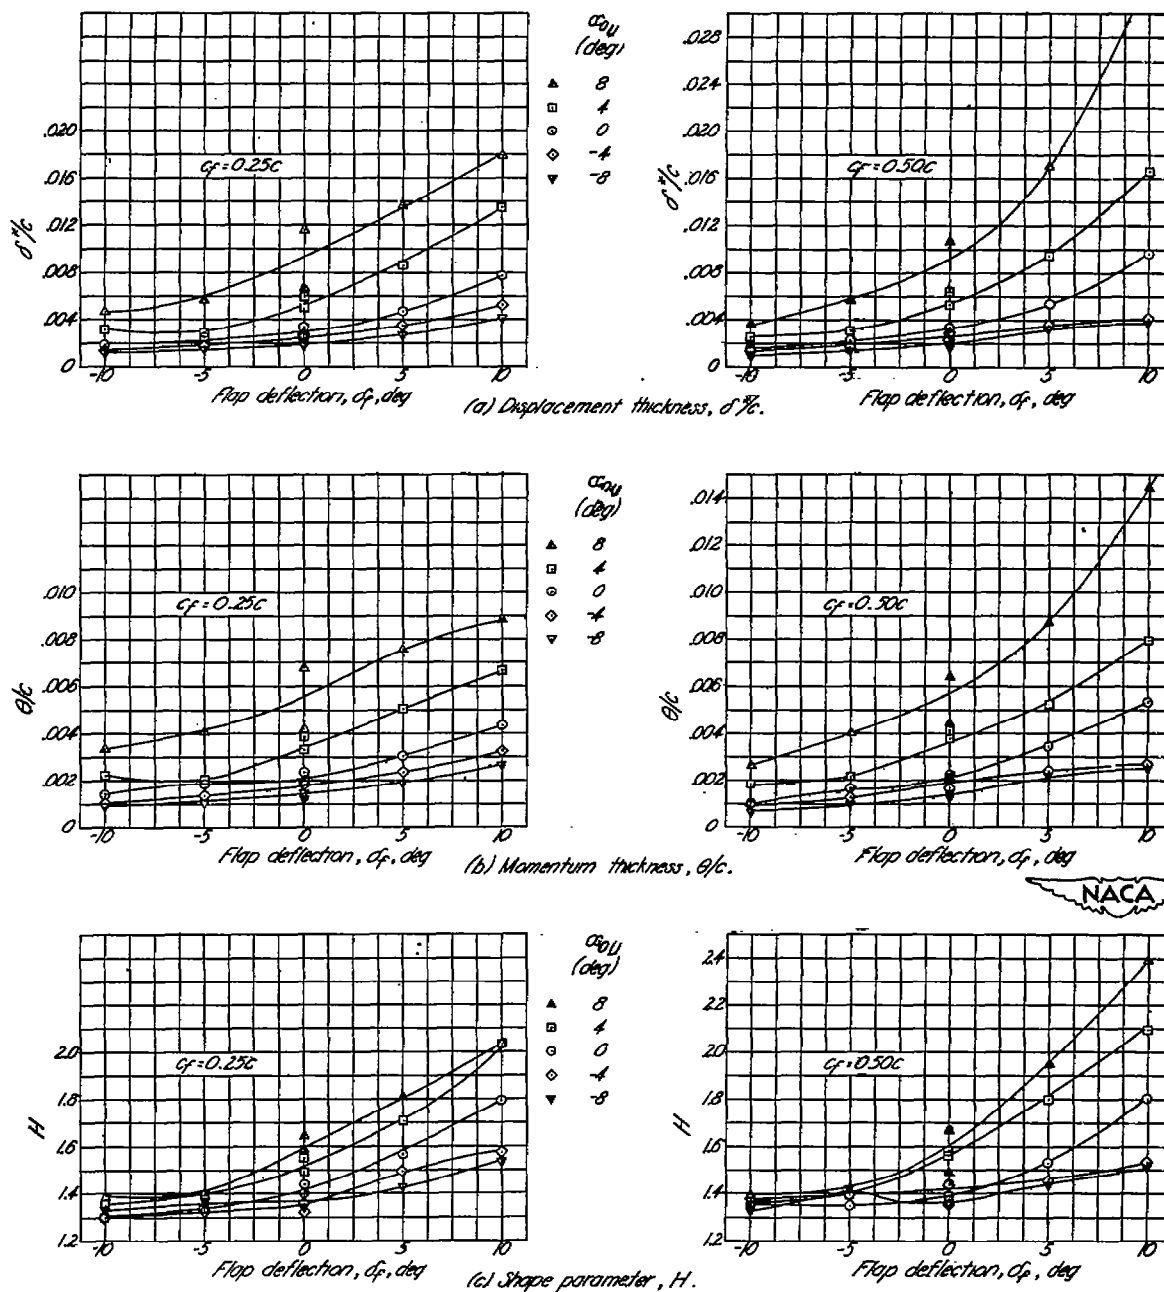 α₀ᵤ
(deg)
8
4
0
-4
-8
.020
.016
.012
.008
.004
0
δ*/c
cf = 0.25c
-10 -5 0 5 10
Flap deflection, δf, deg
.028
.024
.020
.016
.012
.008
.004
0
δ*/c
cf = 0.50c
-10 -5 0 5 10
Flap deflection, δf, deg
(a) Displacement thickness, δ*/c.
α₀ᵤ
(deg)
8
4
0
-4
-8
.010
.008
.006
.004
.002
0
θ/c
cf = 0.25c
-10 -5 0 5 10
Flap deflection, δf, deg
.014
.012
.010
.008
.006
.004
.002
0
θ/c
cf = 0.50c
-10 -5 0 5 10
Flap deflection, δf, deg
(b) Momentum thickness, θ/c.
NACA
α₀ᵤ
(deg)
8
4
0
-4
-8
2.0
1.8
1.6
1.4
1.2
H
cf = 0.25c
-10 -5 0 5 10
Flap deflection, δf, deg
2.4
2.2
2.0
1.8
1.6
1.4
1.2
H
cf = 0.50c
-10 -5 0 5 10
Flap deflection, δf, deg
(c) Shape parameter, H.